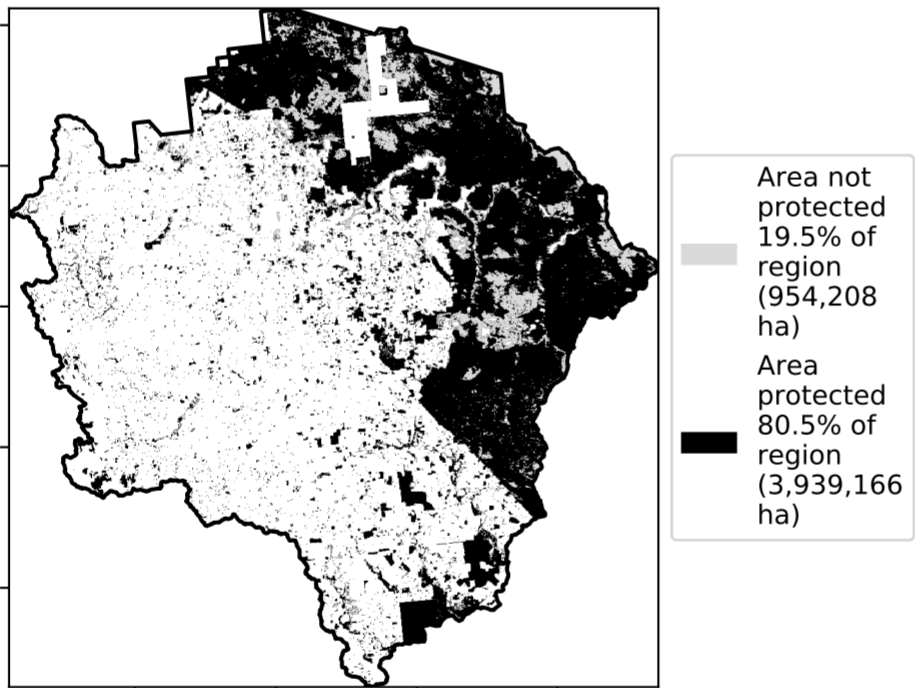 Area not
protected
19.5% of
region
(954,208
ha)
Area
protected
80.5% of
region
(3,939,166
ha)